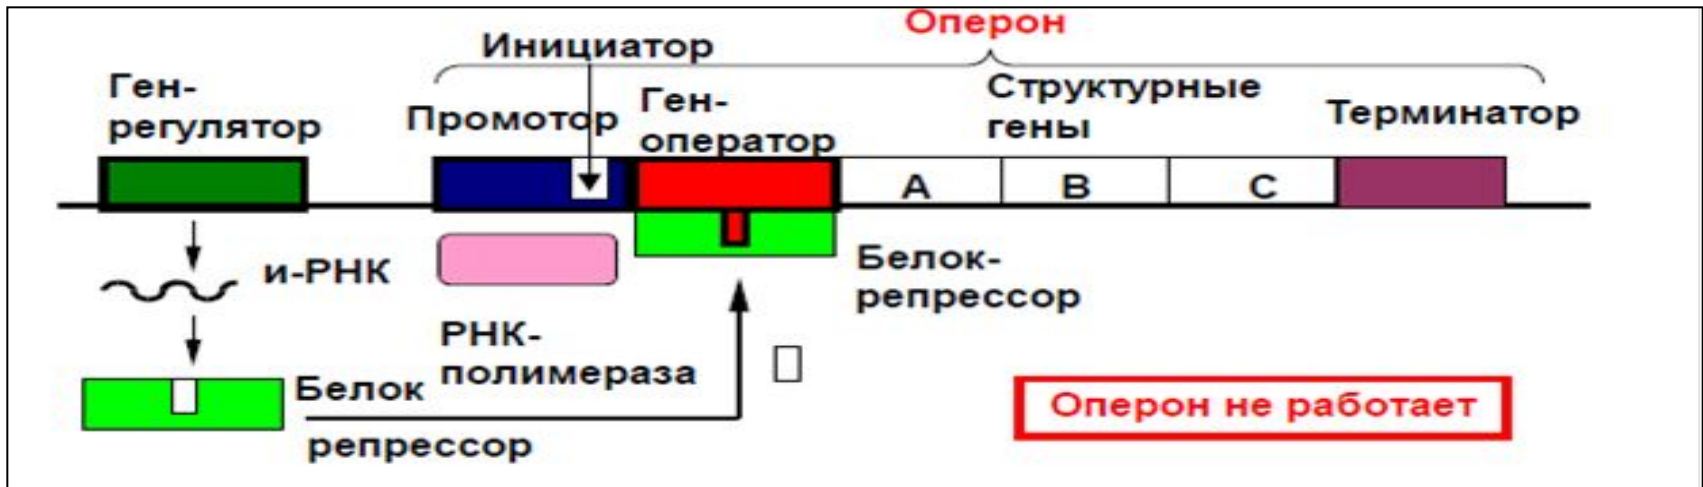 Оперон
Инициатор
Ген-
регулятор
Промотор
Ген-
оператор
Структурные
гены
Терминатор
А
В
С
и-РНК
Белок-
репрессор
РНК-
полимераза
Белок
репрессор
Оперон не работает